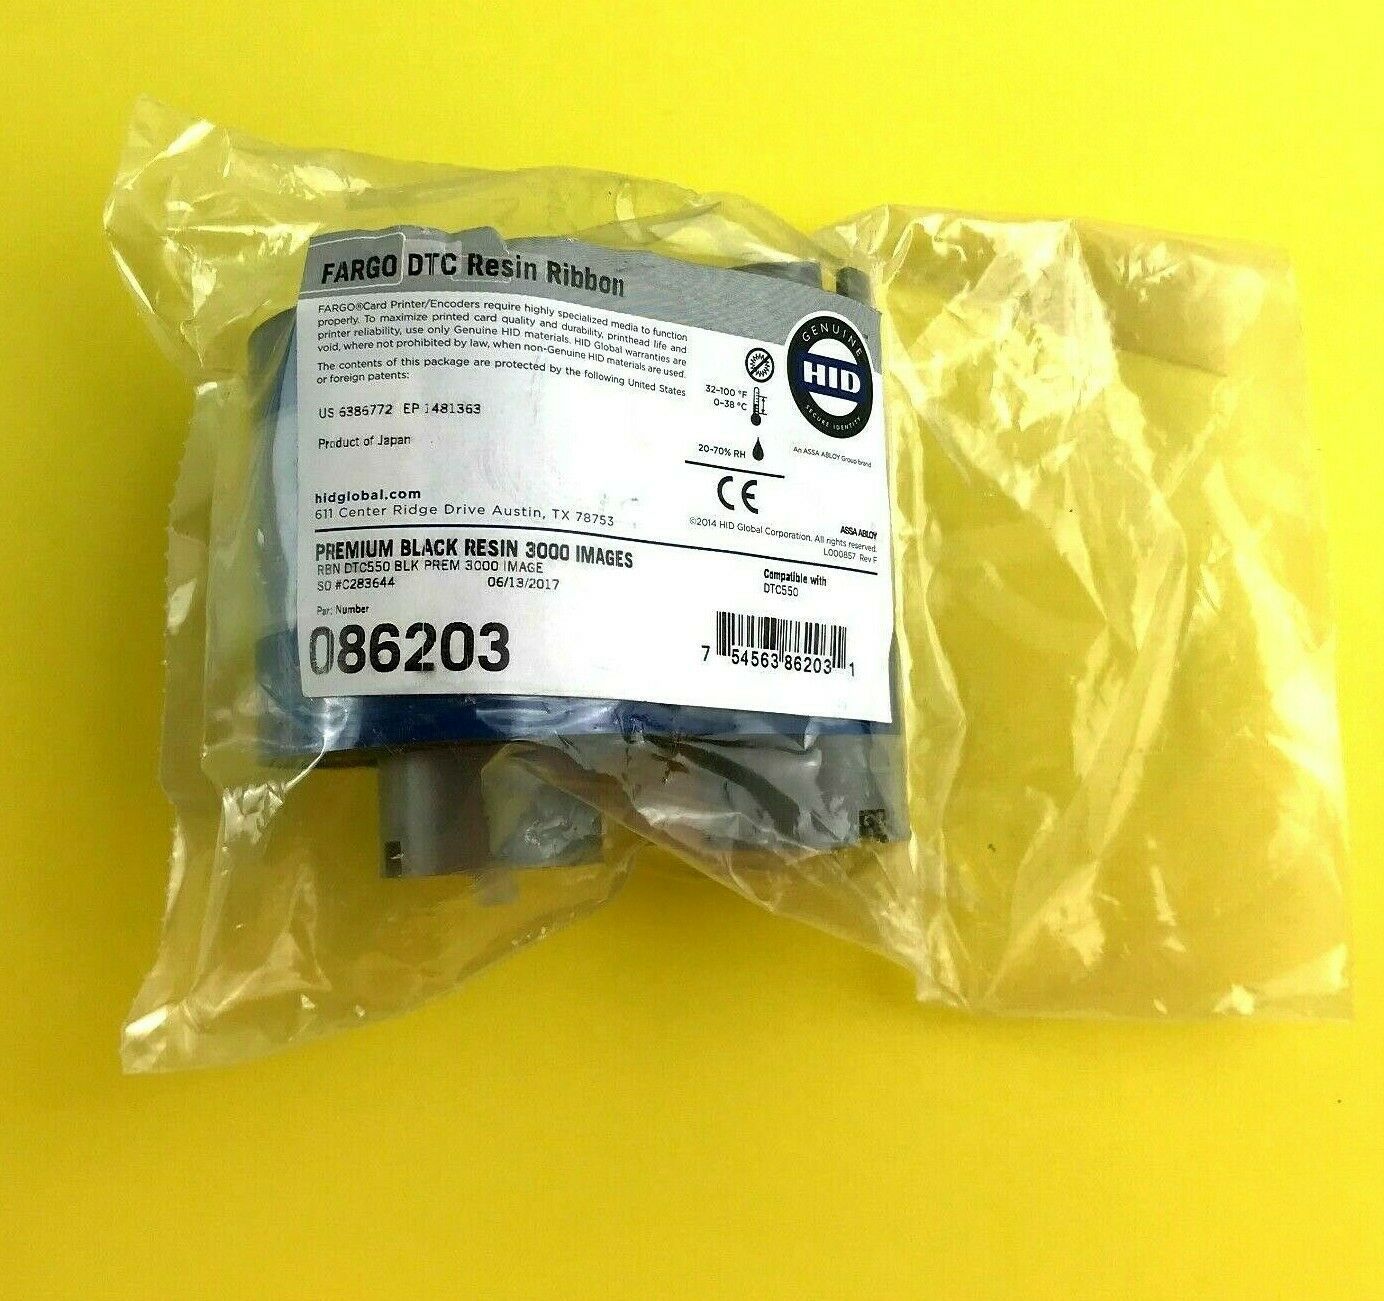 FARGO DTC Resin Ribbon
FARGO®Card Printer/Encoders require highly specialized media to function
properly. To maximize printed card quality and durability, printhead life and
printer reliability, use only Genuine HID materials. HID Global warranties are
void, where not prohibited by law, when non-Genuine HID materials are used.
The contents of this package are protected by the following United States
or foreign patents:
US 6386772 EP 1481363
Product of Japan
hidglobal.com
611 Center Ridge Drive Austin, TX 78753
GENUINE
HID
SECURE IDENTITY
An ASSA ABLOY Group brand
32-100 °F
0-38 °C
20-70% RH
CE
ASSA ABLOY
©2014 HID Global Corporation. All rights reserved.
L000857 Rev F
PREMIUM BLACK RESIN 3000 IMAGES
RBN DTC550 BLK PREM 3000 IMAGE
SO #C283644 06/13/2017
Compatible with
DTC550
Part Number
086203
7 54563 86203 1